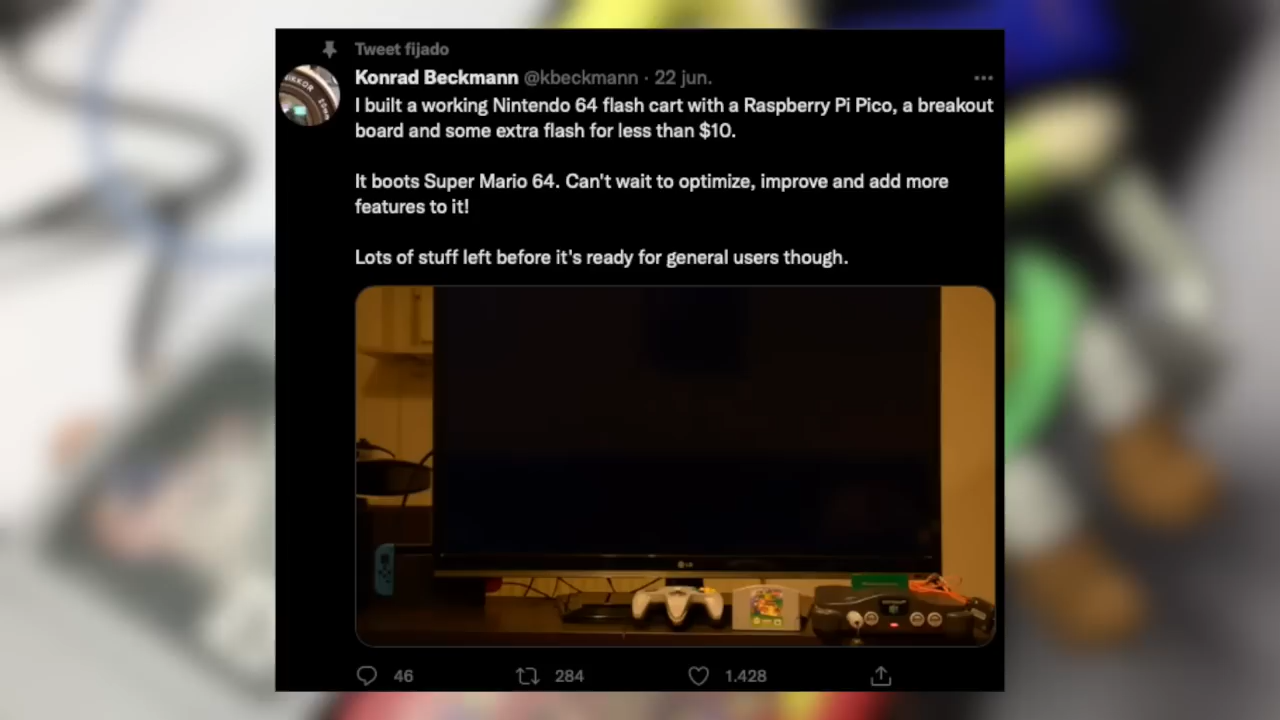 Tweet fijado
Konrad Beckmann @kbeckmann · 22 jun.
I built a working Nintendo 64 flash cart with a Raspberry Pi Pico, a breakout
board and some extra flash for less than $10.
It boots Super Mario 64. Can't wait to optimize, improve and add more
features to it!
Lots of stuff left before it's ready for general users though.
LG
46 284 1.428